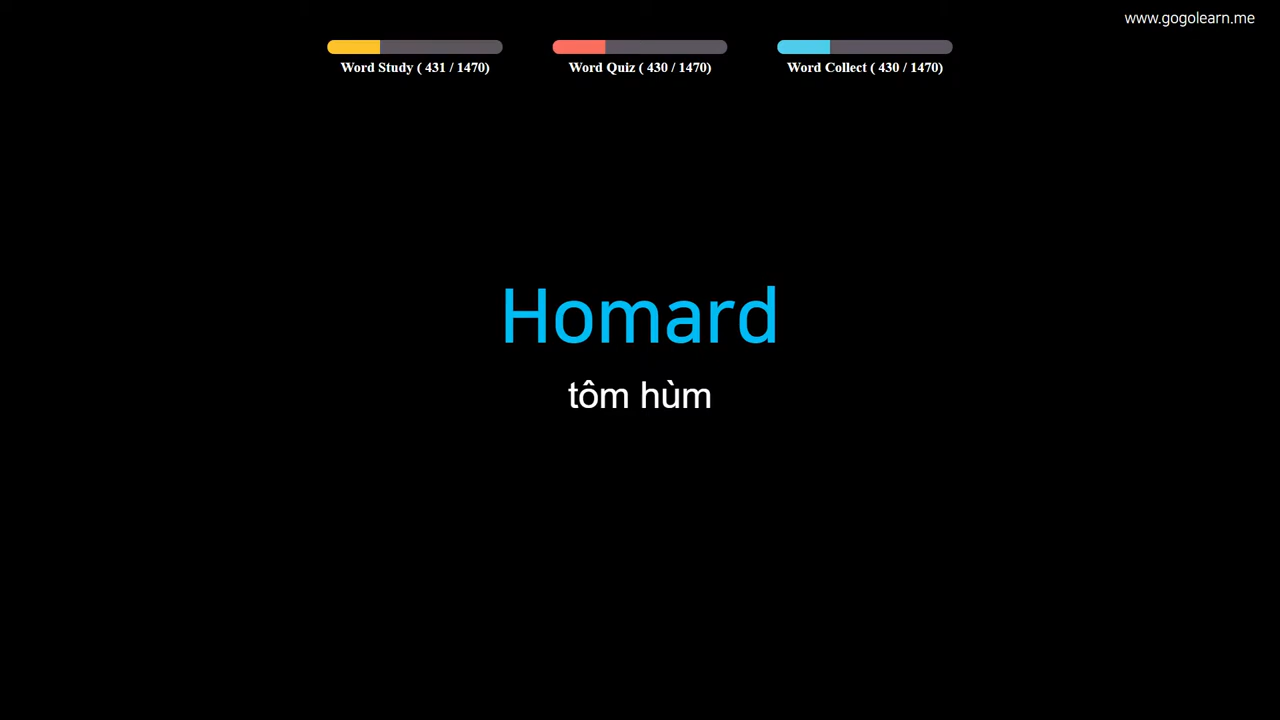 www.gogolearn.me
Word Study ( 431 / 1470)
Word Quiz ( 430 / 1470)
Word Collect ( 430 / 1470)
Homard
tôm hùm